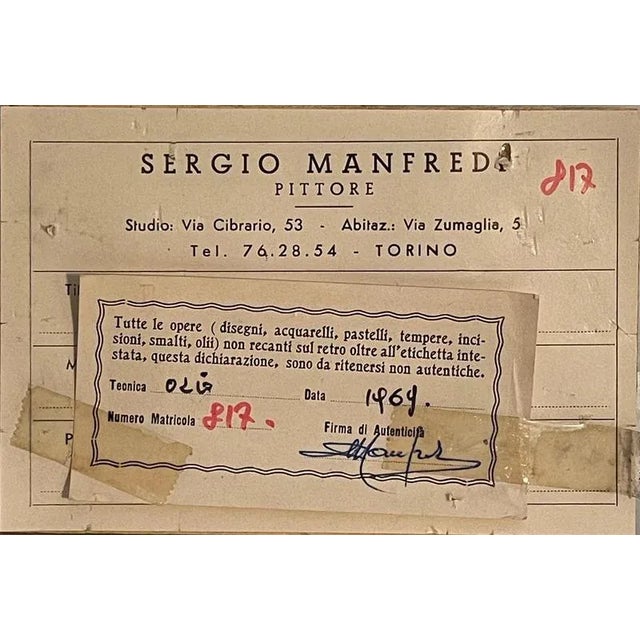 SERGIO MANFREDI
817
PITTORE
Studio: Via Cibrario, 53 - Abitaz.: Via Zumaglia, 5
Tel. 76.28.54 - TORINO
Tutte le opere ( disegni, acquarelli, pastelli, tempere, inci-
sioni, smalti, olii) non recanti sul retro oltre all'etichetta inte-
stata, questa dichiarazione, sono da ritenersi non autentiche.
Tecnica OLIO Data 1969.
Numero Matricola 817. Firma di Autenticità
SManfredi